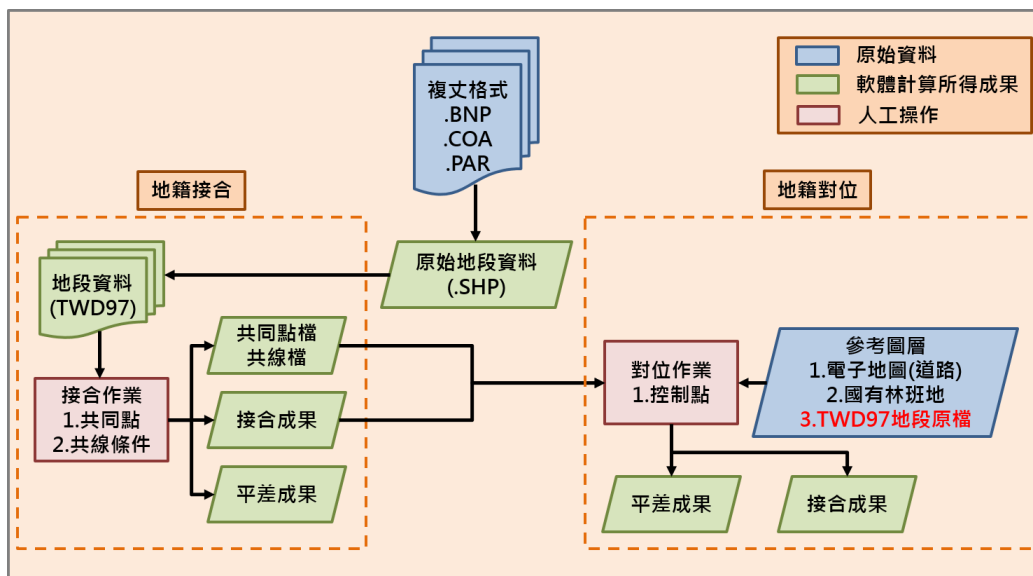 複丈格式
.BNP
.COA
.PAR
原始資料
軟體計算所得成果
人工操作
地籍接合
地籍對位
原始地段資料
(.SHP)
地段資料
(TWD97)
接合作業
1.共同點
2.共線條件
共同點檔
共線檔
接合成果
平差成果
對位作業
1.控制點
參考圖層
1.電子地圖(道路)
2.國有林班地
3.TWD97地段原檔
平差成果
接合成果